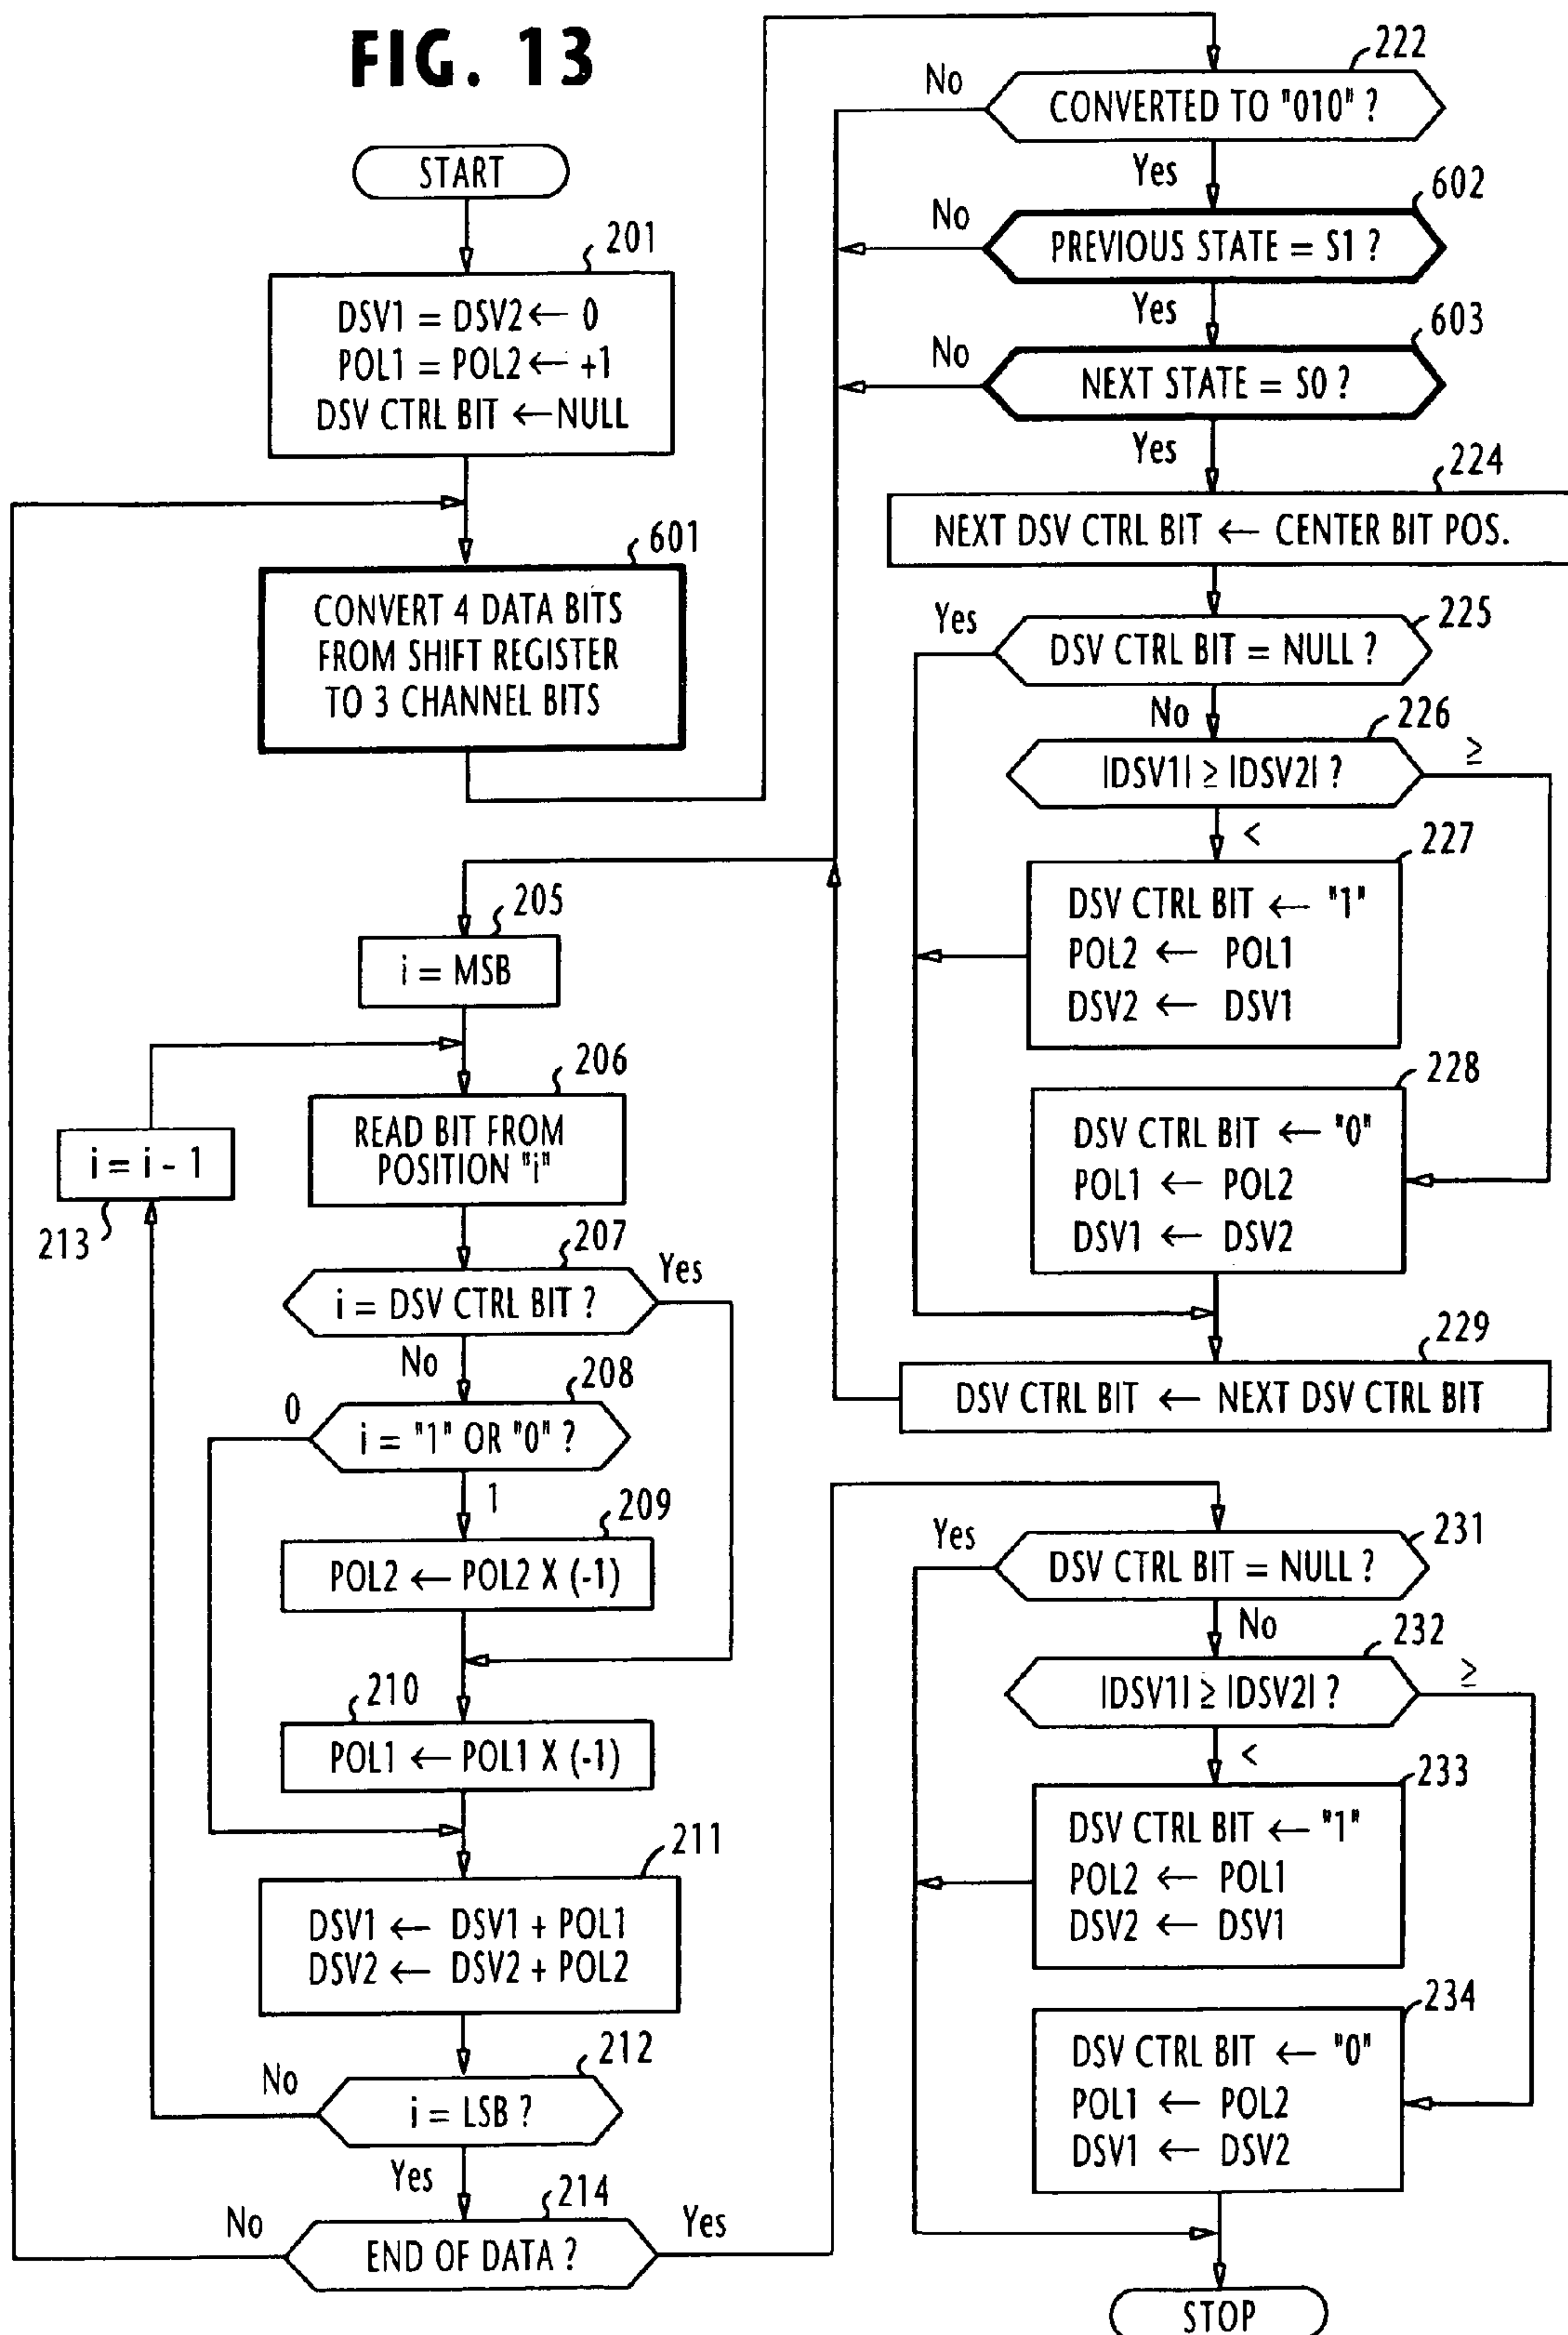 FIG. 13
START
201
DSV1 = DSV2 ← 0
POL1 = POL2 ← +1
DSV CTRL BIT ← NULL
601
CONVERT 4 DATA BITS
FROM SHIFT REGISTER
TO 3 CHANNEL BITS
205
i = MSB
206
READ BIT FROM
POSITION "i"
i = i - 1
213
207
i = DSV CTRL BIT ?
Yes
No
208
i = "1" OR "0" ?
0
1
209
POL2 ← POL2 X (-1)
210
POL1 ← POL1 X (-1)
211
DSV1 ← DSV1 + POL1
DSV2 ← DSV2 + POL2
212
No
i = LSB ?
Yes
214
No
END OF DATA ?
Yes
222
No
CONVERTED TO "010" ?
Yes
602
No
PREVIOUS STATE = S1 ?
Yes
603
No
NEXT STATE = S0 ?
Yes
224
NEXT DSV CTRL BIT ← CENTER BIT POS.
225
Yes
DSV CTRL BIT = NULL ?
No
226
|DSV1| ≥ |DSV2| ?
≥
<
227
DSV CTRL BIT ← "1"
POL2 ← POL1
DSV2 ← DSV1
228
DSV CTRL BIT ← "0"
POL1 ← POL2
DSV1 ← DSV2
229
DSV CTRL BIT ← NEXT DSV CTRL BIT
231
Yes
DSV CTRL BIT = NULL ?
No
232
|DSV1| ≥ |DSV2| ?
≥
<
233
DSV CTRL BIT ← "1"
POL2 ← POL1
DSV2 ← DSV1
234
DSV CTRL BIT ← "0"
POL1 ← POL2
DSV1 ← DSV2
STOP